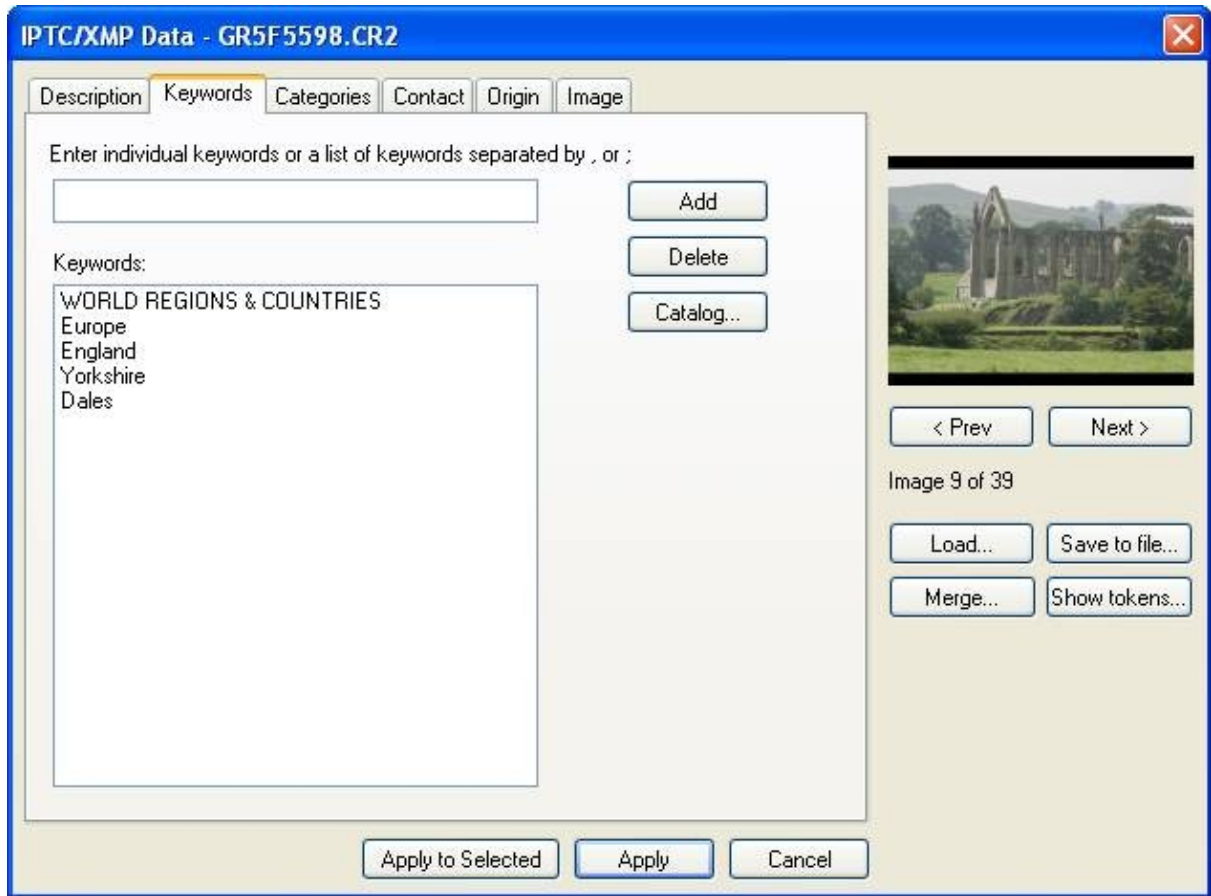 IPTC/XMP Data - GR5F5598.CR2
Description Keywords Categories Contact Origin Image
Enter individual keywords or a list of keywords separated by , or ;
Add
Delete
Keywords:
Catalog...
WORLD REGIONS & COUNTRIES
Europe
England
Yorkshire
Dales
< Prev Next >
Image 9 of 39
Load... Save to file...
Merge... Show tokens...
Apply to Selected Apply Cancel